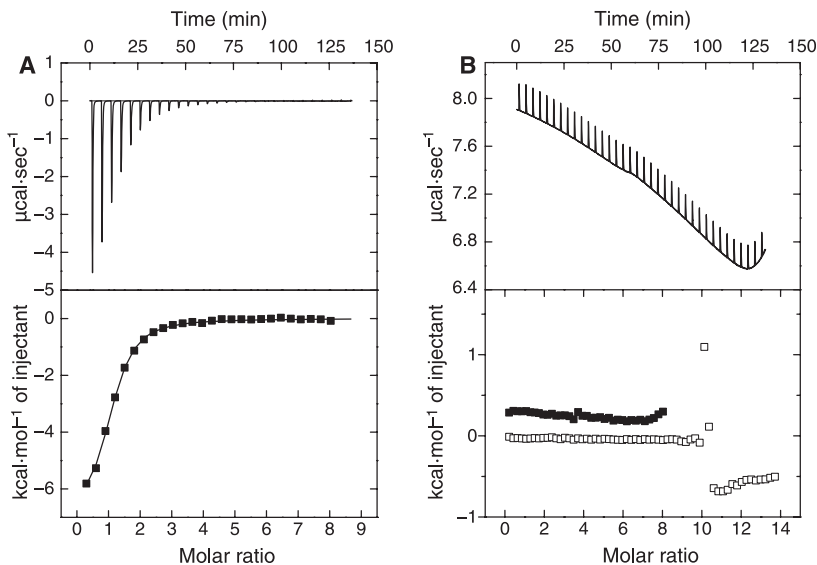 Time (min)
0 25 50 75 100 125 150
A
1
0
−1
−2
−3
−4
−5
µcal·sec⁻¹
0
−2
−4
−6
kcal·mol⁻¹ of injectant
0 1 2 3 4 5 6 7 8 9
Molar ratio
Time (min)
0 25 50 75 100 125 150
B
8.0
7.6
7.2
6.8
6.4
µcal·sec⁻¹
1
0
−1
kcal·mol⁻¹ of injectant
0 2 4 6 8 10 12 14
Molar ratio